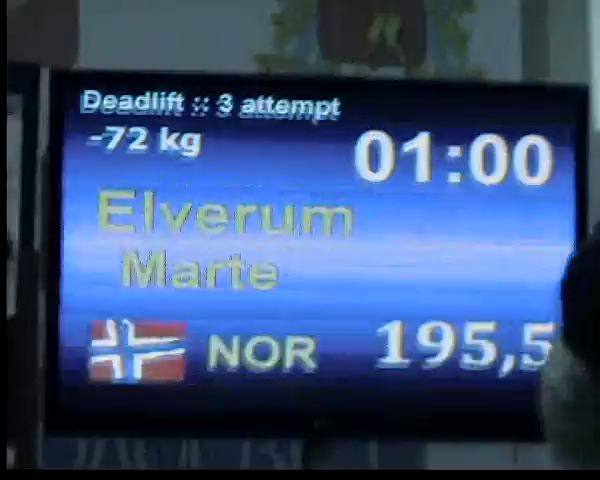 Deadlift :: 3 attempt
-72 kg
01:00
Elverum
Marte
NOR
195,5